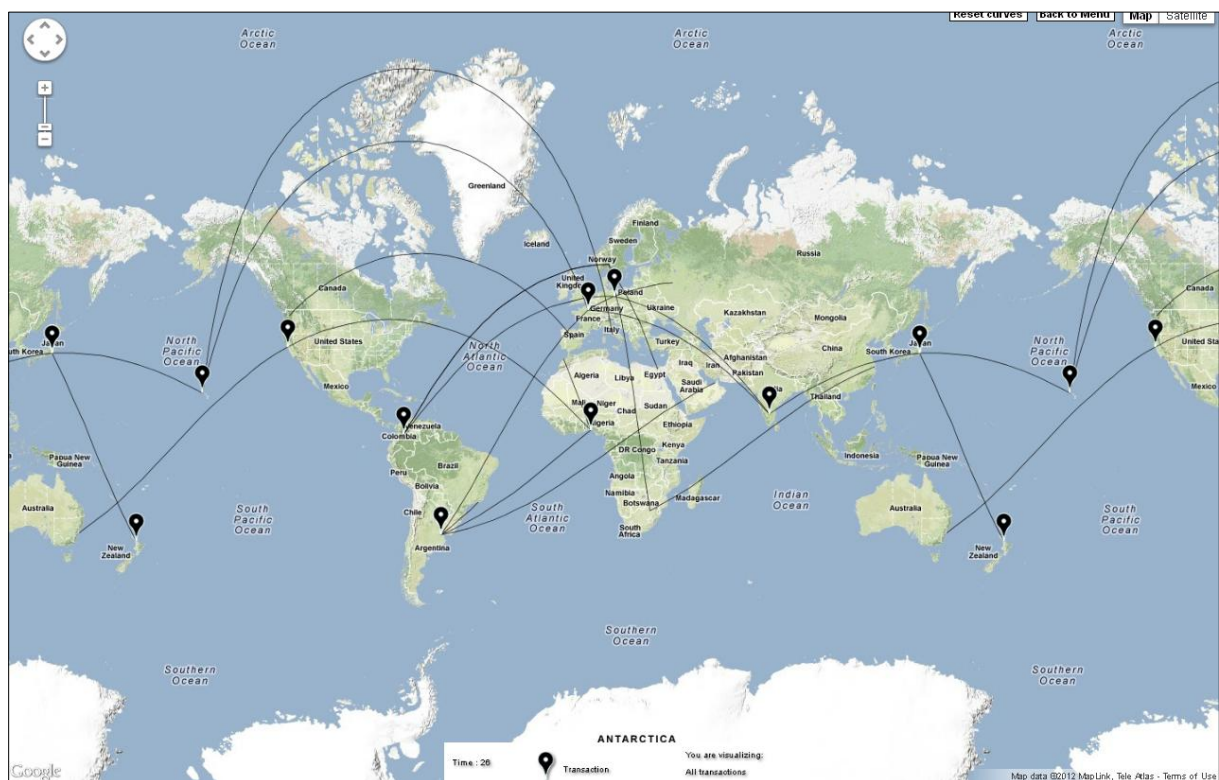 Reset curves Back to Menu Map Satellite
Arctic
Ocean
Arctic
Ocean
Arctic
Ocean
Greenland
Iceland
Finland
Sweden
Norway
Russia
United
Kingdo
Poland
Germany
Ukraine
France
Italy
Spain
Turkey
Kazakhstan
Mongolia
China
Canada
Canada
United States
United Sta
Mexico
Mexico
North
Pacific
Ocean
North
Atlantic
Ocean
North
Pacific
Ocean
Japan
uth Korea
South Korea
Japan
Afghanistan
Pakistan
Iraq
Iran
Algeria
Libya
Egypt
Saudi
Arabia
Mali
Niger
Chad
Sudan
Nigeria
Ethiopia
Kenya
DR Congo
Tanzania
Angola
Namibia
Botswana
Madagascar
South
Africa
Thailand
Indonesia
Papua New
Guinea
Papua New
Guinea
Venezuela
Colombia
Peru
Brazil
Bolivia
Chile
Argentina
Australia
Australia
New
Zealand
New
Zealand
South
Pacific
Ocean
South
Atlantic
Ocean
Indian
Ocean
South
Pacific
Ocean
Southern
Ocean
Southern
Ocean
Southern
Ocean
ANTARCTICA
Time : 26
Transaction
You are visualizing:
All transactions
Google
Map data ©2012 MapLink, Tele Atlas - Terms of Use